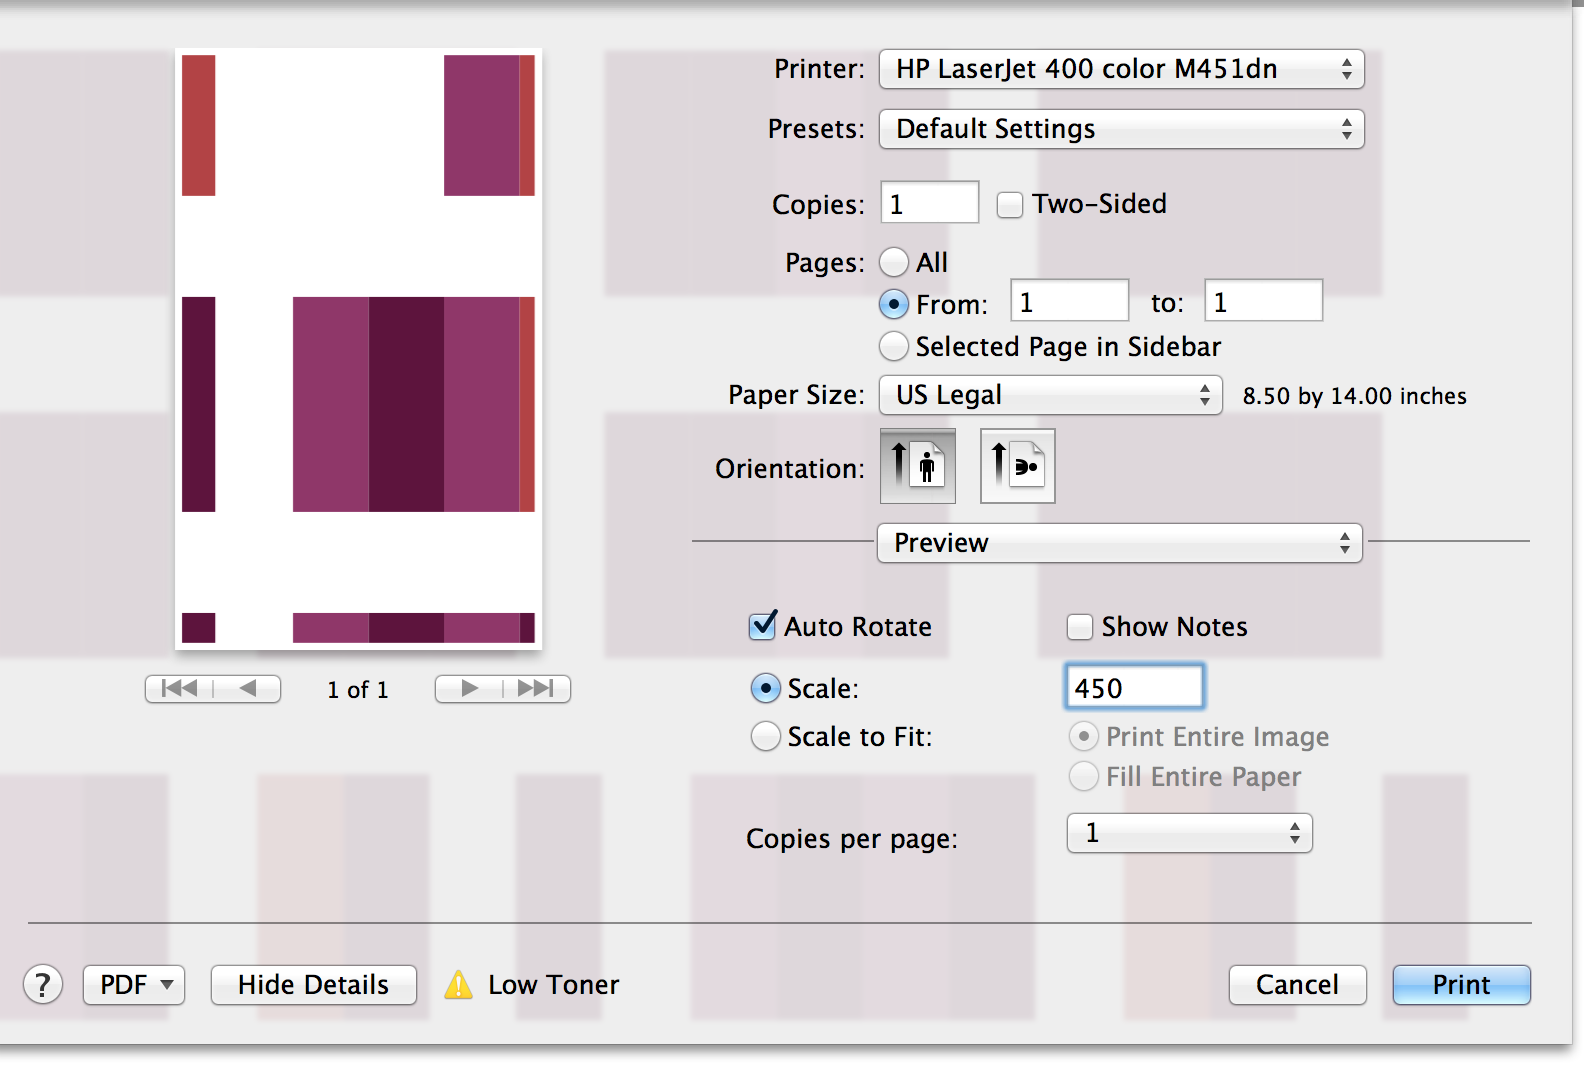 Printer: HP LaserJet 400 color M451dn
Presets: Default Settings
Copies: 1 Two-Sided
Pages: All
From: 1 to: 1
Selected Page in Sidebar
Paper Size: US Legal 8.50 by 14.00 inches
Orientation:
Preview
Auto Rotate Show Notes
1 of 1
Scale: 450
Scale to Fit: Print Entire Image
Fill Entire Paper
Copies per page: 1
? PDF Hide Details Low Toner Cancel Print